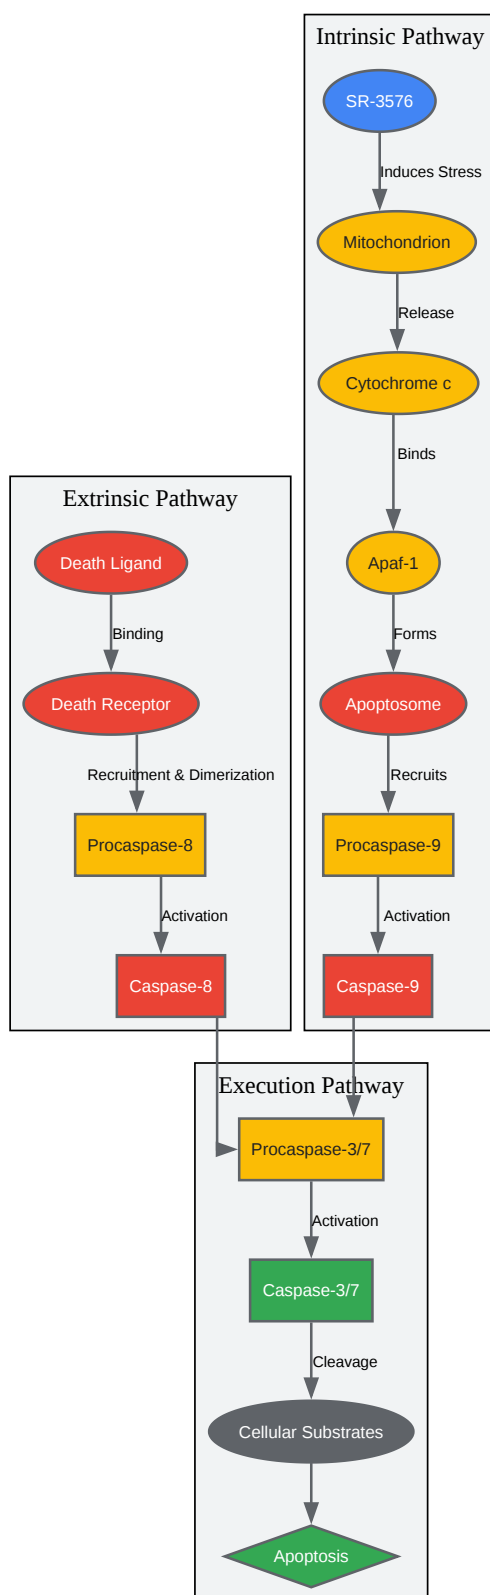 Intrinsic Pathway
SR-3576
Induces Stress
Mitochondrion
Release
Cytochrome c
Binds
Apaf-1
Forms
Apoptosome
Recruits
Procaspase-9
Activation
Caspase-9
Extrinsic Pathway
Death Ligand
Binding
Death Receptor
Recruitment & Dimerization
Procaspase-8
Activation
Caspase-8
Execution Pathway
Procaspase-3/7
Activation
Caspase-3/7
Cleavage
Cellular Substrates
Apoptosis